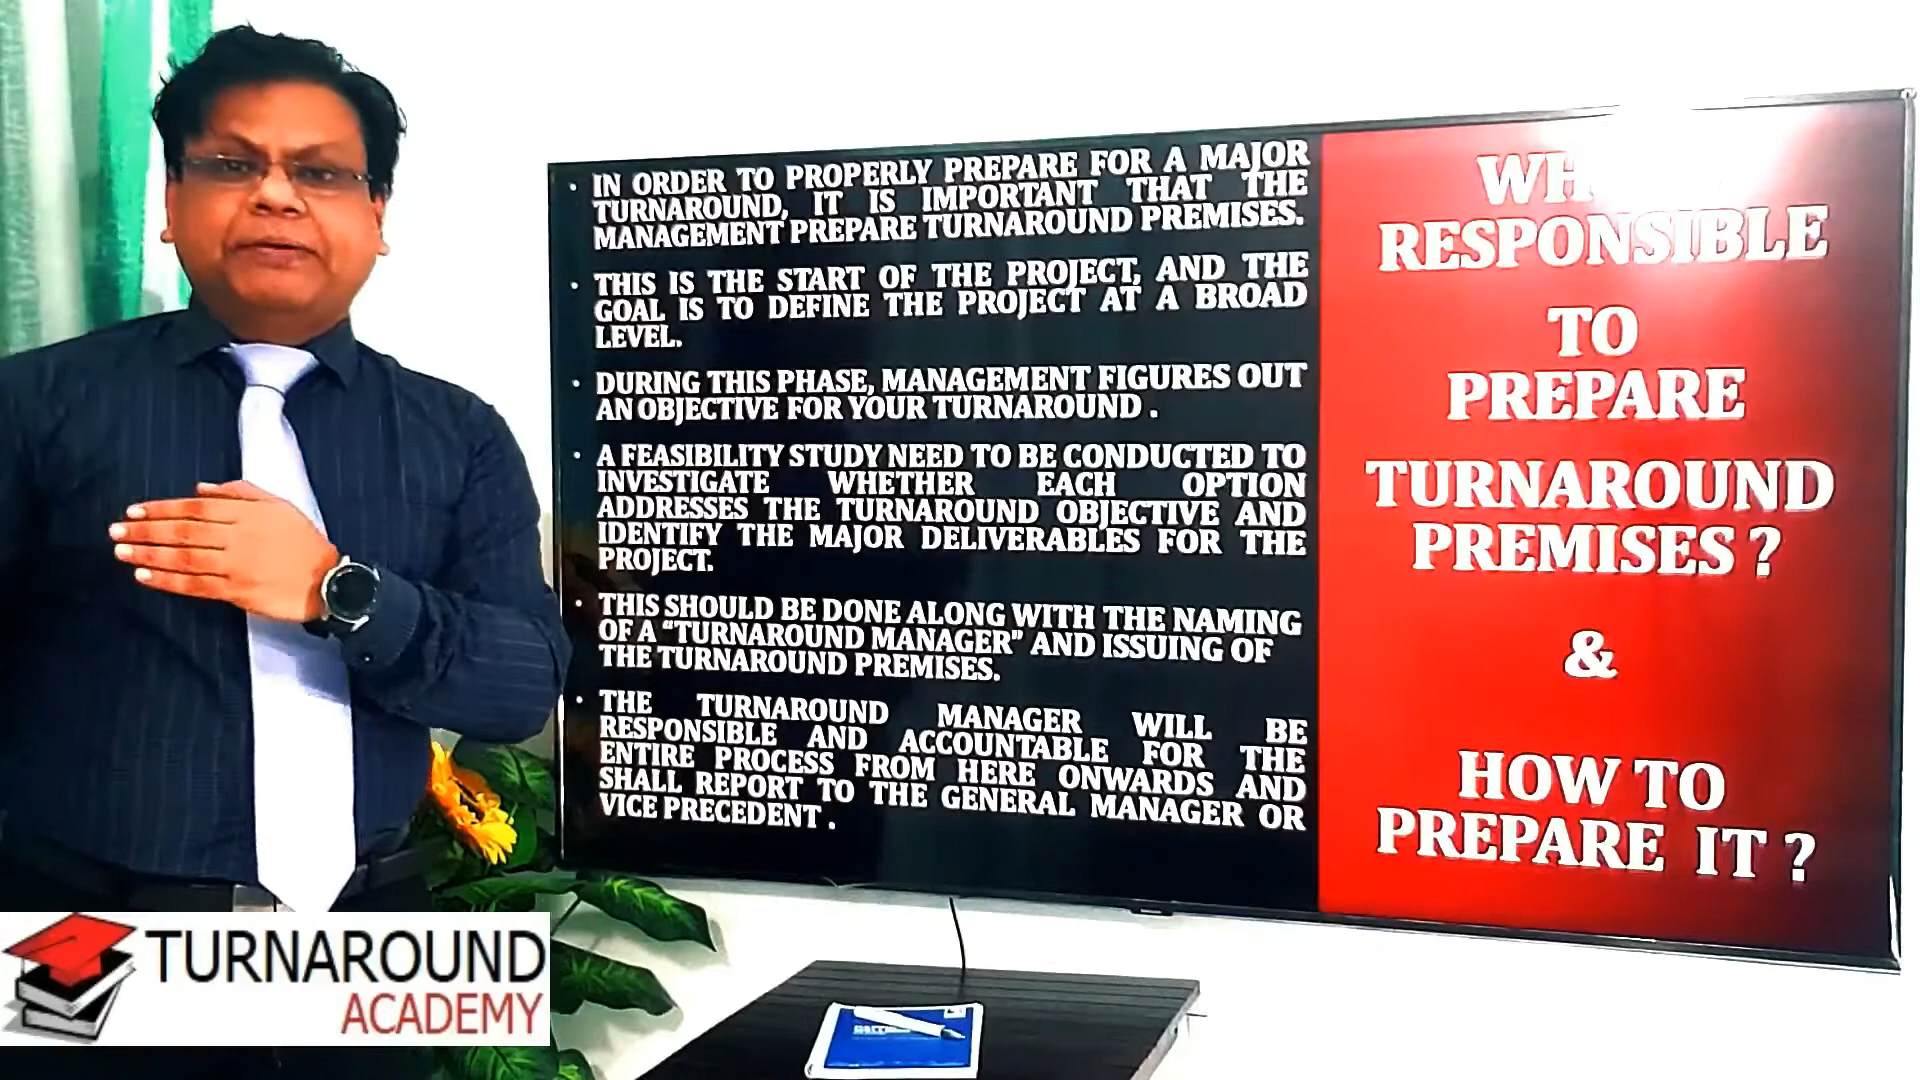 • IN ORDER TO PROPERLY PREPARE FOR A MAJOR
TURNAROUND, IT IS IMPORTANT THAT THE
MANAGEMENT PREPARE TURNAROUND PREMISES.
• THIS IS THE START OF THE PROJECT, AND THE
GOAL IS TO DEFINE THE PROJECT AT A BROAD
LEVEL.
• DURING THIS PHASE, MANAGEMENT FIGURES OUT
AN OBJECTIVE FOR YOUR TURNAROUND .
• A FEASIBILITY STUDY NEED TO BE CONDUCTED TO
INVESTIGATE WHETHER EACH OPTION
ADDRESSES THE TURNAROUND OBJECTIVE AND
IDENTIFY THE MAJOR DELIVERABLES FOR THE
PROJECT.
• THIS SHOULD BE DONE ALONG WITH THE NAMING
OF A “TURNAROUND MANAGER” AND ISSUING OF
THE TURNAROUND PREMISES.
• THE TURNAROUND MANAGER WILL BE
RESPONSIBLE AND ACCOUNTABLE FOR THE
ENTIRE PROCESS FROM HERE ONWARDS AND
SHALL REPORT TO THE GENERAL MANAGER OR
VICE PRECEDENT .
RESPONSIBLE
TO
PREPARE
TURNAROUND
PREMISES ?
&
HOW TO
PREPARE IT ?
TURNAROUND
ACADEMY